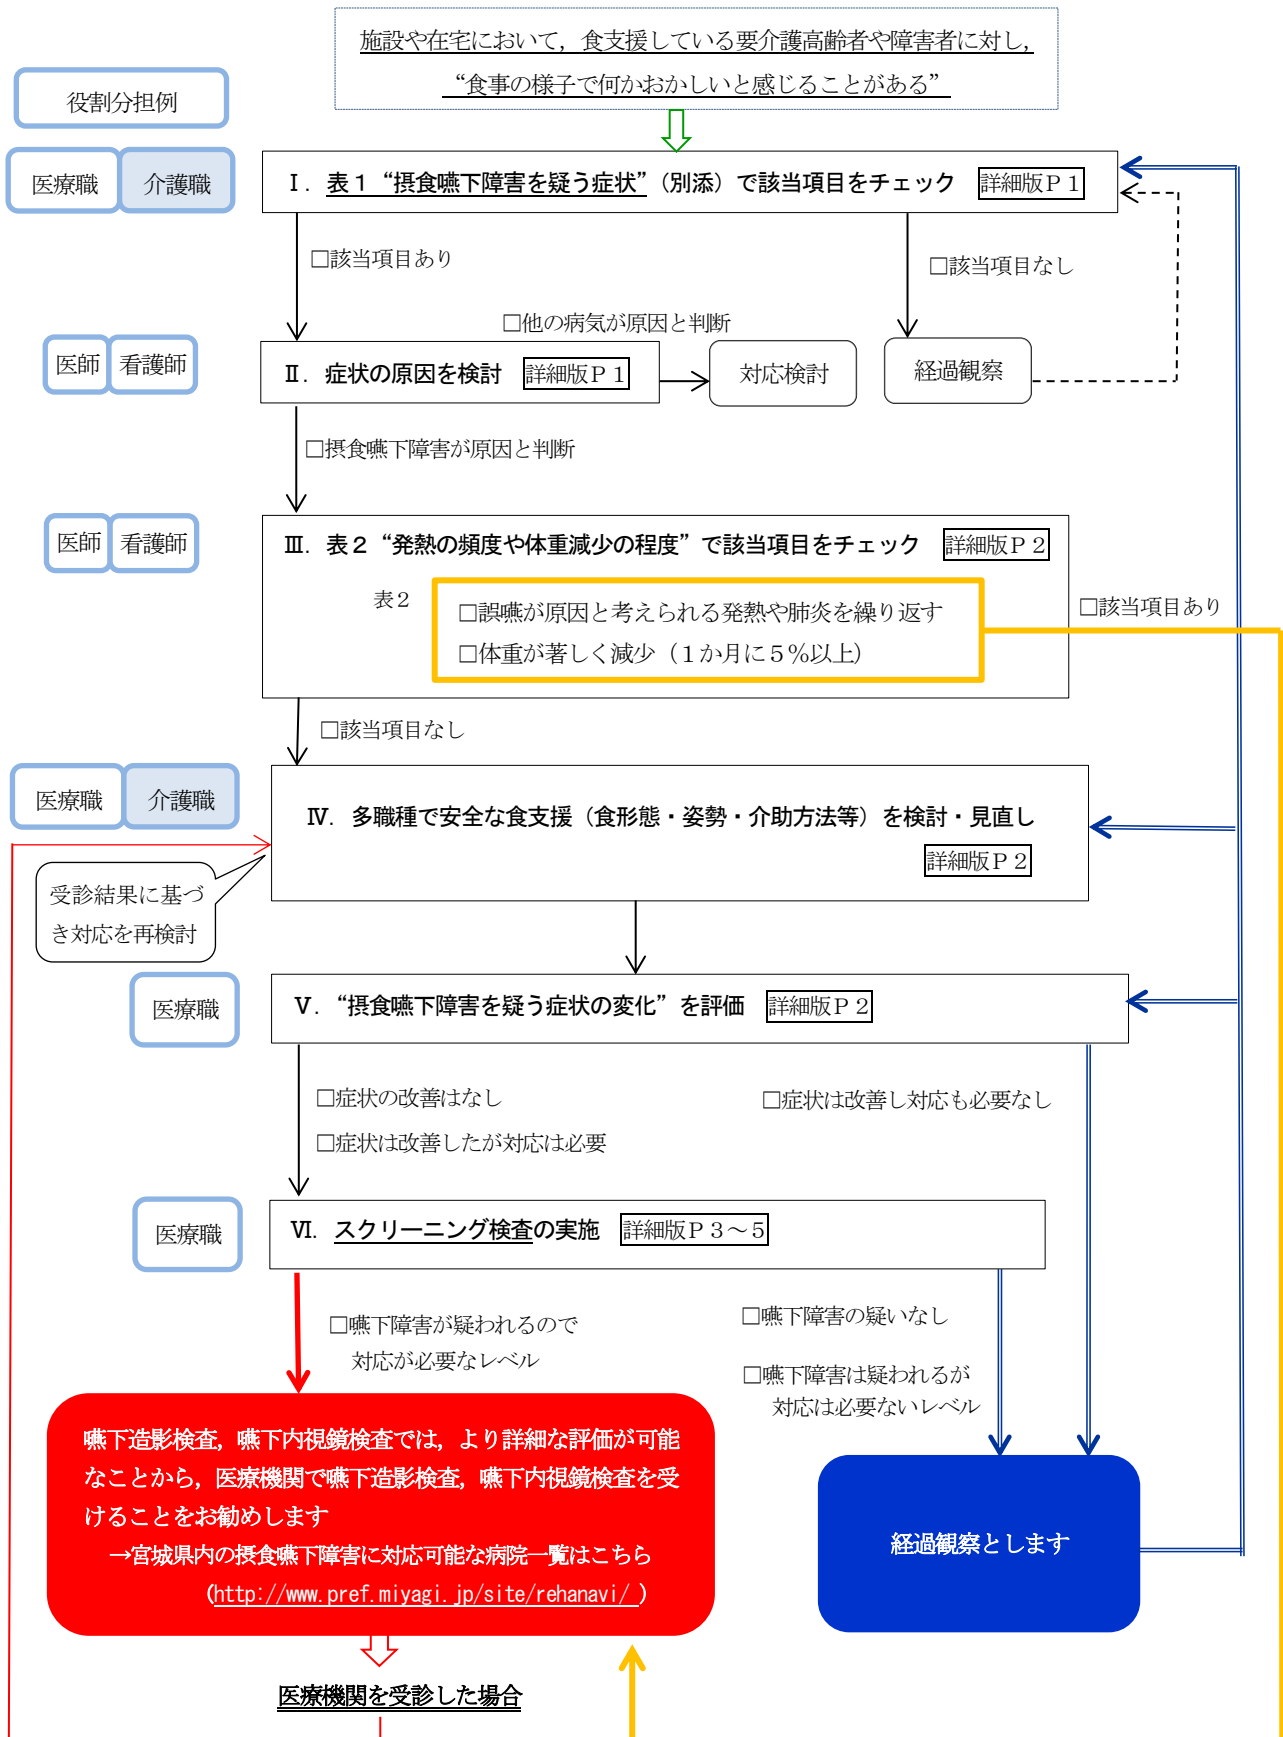 施設や在宅において，食支援している要介護高齢者や障害者に対し，
“食事の様子で何かおかしいと感じることがある”
役割分担例
医療職 介護職
Ⅰ．表１“摂食嚥下障害を疑う症状”（別添）で該当項目をチェック 詳細版Ｐ１
□該当項目あり
□該当項目なし
□他の病気が原因と判断
医師 看護師
Ⅱ．症状の原因を検討 詳細版Ｐ１
対応検討
経過観察
□摂食嚥下障害が原因と判断
医師 看護師
Ⅲ．表２“発熱の頻度や体重減少の程度”で該当項目をチェック 詳細版Ｐ２
表２
□誤嚥が原因と考えられる発熱や肺炎を繰り返す
□体重が著しく減少（１か月に５％以上）
□該当項目あり
□該当項目なし
医療職 介護職
Ⅳ．多職種で安全な食支援（食形態・姿勢・介助方法等）を検討・見直し
詳細版Ｐ２
受診結果に基づ
き対応を再検討
医療職
Ⅴ．“摂食嚥下障害を疑う症状の変化”を評価 詳細版Ｐ２
□症状の改善はなし
□症状は改善したが対応は必要
□症状は改善し対応も必要なし
医療職
Ⅵ．スクリーニング検査の実施 詳細版Ｐ３～５
□嚥下障害が疑われるので
対応が必要なレベル
□嚥下障害の疑いなし
□嚥下障害は疑われるが
対応は必要ないレベル
嚥下造影検査，嚥下内視鏡検査では，より詳細な評価が可能
なことから，医療機関で嚥下造影検査，嚥下内視鏡検査を受
けることをお勧めします
→宮城県内の摂食嚥下障害に対応可能な病院一覧はこちら
（http://www.pref.miyagi.jp/site/rehanavi/ ）
経過観察とします
医療機関を受診した場合